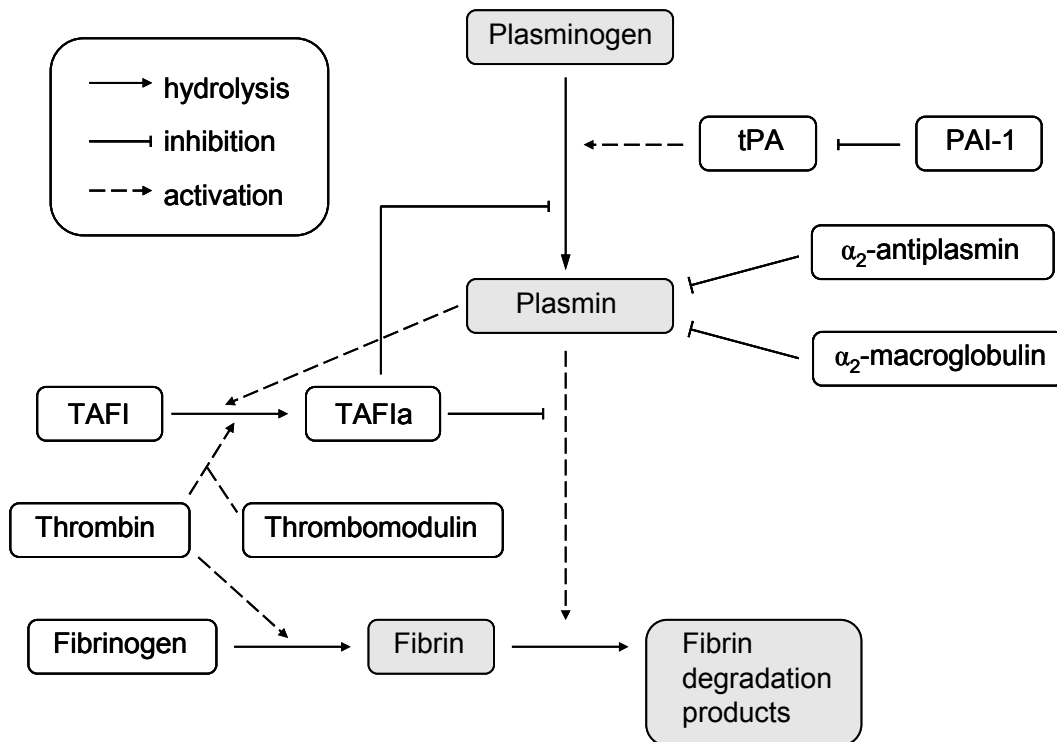 Plasminogen
hydrolysis
inhibition
activation
tPA
PAI-1
α2-antiplasmin
Plasmin
α2-macroglobulin
TAFI
TAFIa
Thrombin
Thrombomodulin
Fibrinogen
Fibrin
Fibrin
degradation
products